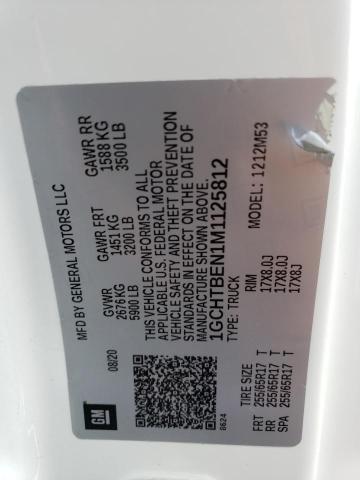 MFD BY GENERAL MOTORS LLC
08/20
GVWR
2676 KG
5900 LB
GAWR FRT
1451 KG
3200 LB
GAWR RR
1588 KG
3500 LB
THIS VEHICLE CONFORMS TO ALL
APPLICABLE U.S. FEDERAL MOTOR
VEHICLE SAFETY AND THEFT PREVENTION
STANDARDS IN EFFECT ON THE DATE OF
MANUFACTURE SHOWN ABOVE.
1GCHTBEN1M1125812
TYPE: TRUCK
1212M53
GM
8624
TIRE SIZE RIM
FRT 255/65R17 T 17X8.0J
RR 255/65R17 T 17X8.0J
SPA 255/65R17 T 17X8J